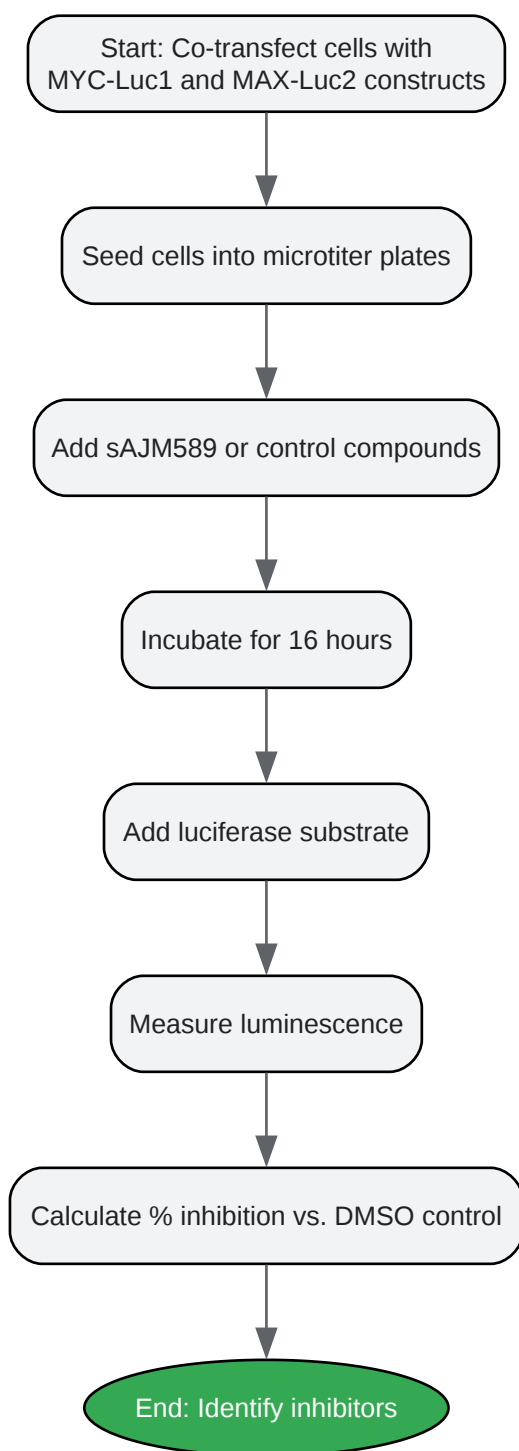 Start: Co-transfect cells with
MYC-Luc1 and MAX-Luc2 constructs
Seed cells into microtiter plates
Add sAJM589 or control compounds
Incubate for 16 hours
Add luciferase substrate
Measure luminescence
Calculate % inhibition vs. DMSO control
End: Identify inhibitors